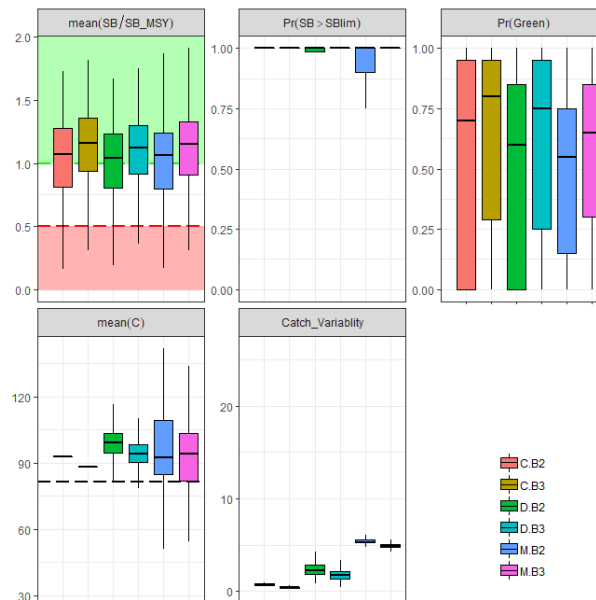 mean(SB/SB_MSY)
Pr(SB>SBlim)
Pr(Green)
2.0
1.5
1.0
0.5
0.0
1.00
0.75
0.50
0.25
0.00
1.00
0.75
0.50
0.25
0.00
mean(C)
Catch_Variablity
120
90
60
30
20
10
0
C.B2
C.B3
D.B2
D.B3
M.B2
M.B3